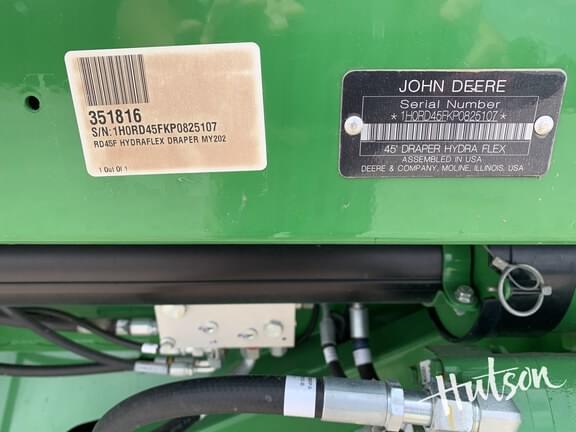 351816
S/N:1H0RD45FKP0825107
RD45F HYDRAFLEX DRAPER MY202
1 Out Of 1
JOHN DEERE
Serial Number
*1H0RD45FKP0825107*
45' DRAPER HYDRA FLEX
ASSEMBLED IN USA
DEERE & COMPANY, MOLINE, ILLINOIS, USA
Hutson